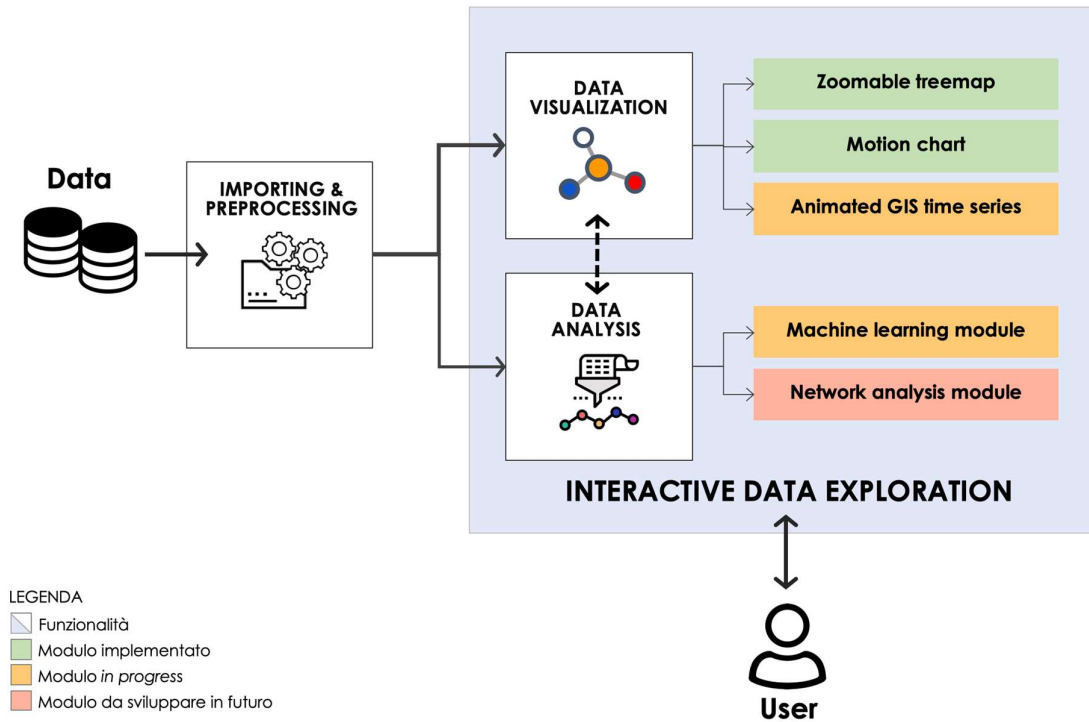 Data
IMPORTING &
PREPROCESSING
DATA
VISUALIZATION
DATA
ANALYSIS
Zoomable treemap
Motion chart
Animated GIS time series
Machine learning module
Network analysis module
INTERACTIVE DATA EXPLORATION
User
LEGENDA
Funzionalità
Modulo implementato
Modulo in progress
Modulo da sviluppare in futuro